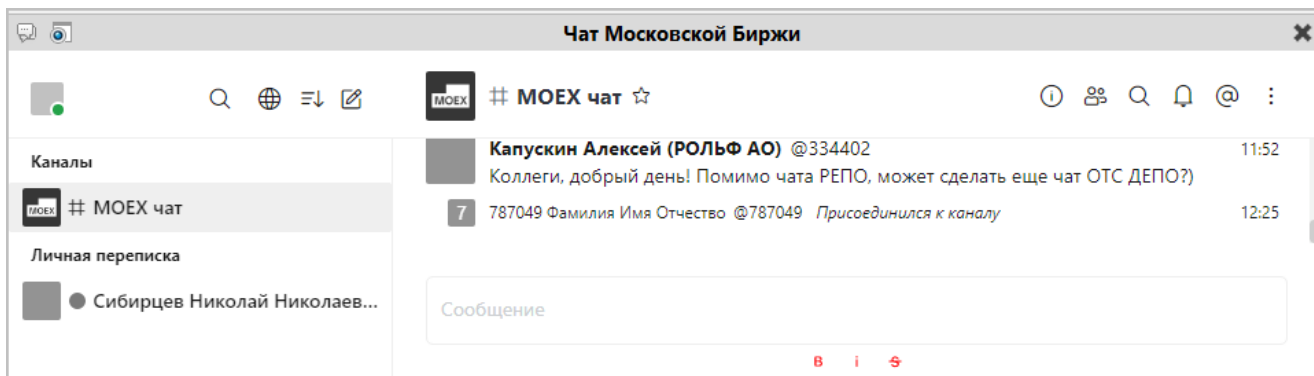 Чат Московской Биржи
MOEX # MOEX чат
Каналы
MOEX # MOEX чат
Личная переписка
Сибирцев Николай Николаев...
Капускин Алексей (РОЛЬФ АО) @334402 11:52
Коллеги, добрый день! Помимо чата РЕПО, может сделать еще чат ОТС ДЕПО?)
7 787049 Фамилия Имя Отчество @787049 Присоединился к каналу 12:25
Сообщение
B i S